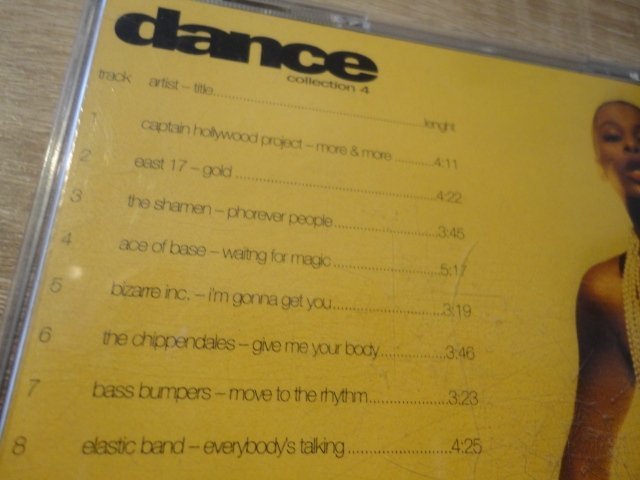 dance
collection 4
track artist – title..........................................lenght
1 captain hollywood project – more & more ..........4:11
2 east 17 – gold ..........................................4:22
3 the shamen – phorever people..........................3:45
4 ace of base – waitng for magic..........................5:17
5 bizarre inc. – i'm gonna get you..........................3:19
6 the chippendales – give me your body................3:46
7 bass bumpers – move to the rhythm...................3:23
8 elastic band – everybody's talking .....................4:25